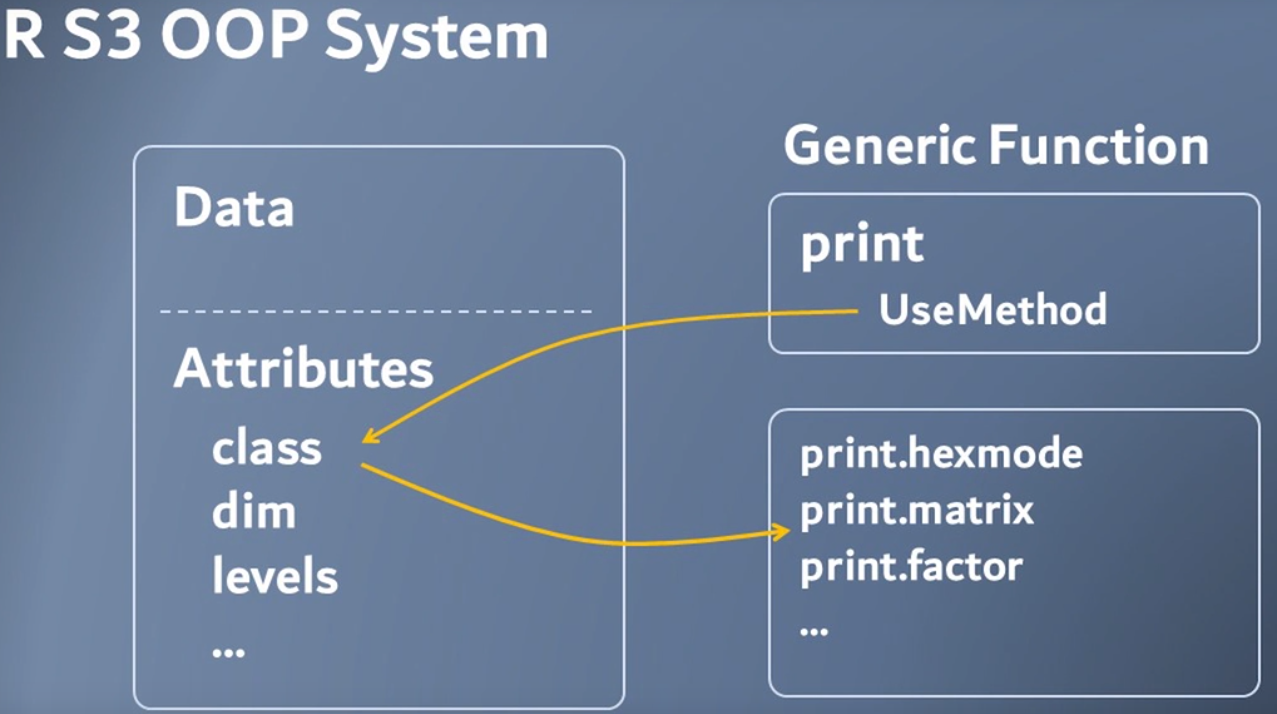 R S3 OOP System
Data
Attributes
class
dim
levels
...
Generic Function
print
UseMethod
print.hexmode
print.matrix
print.factor
...